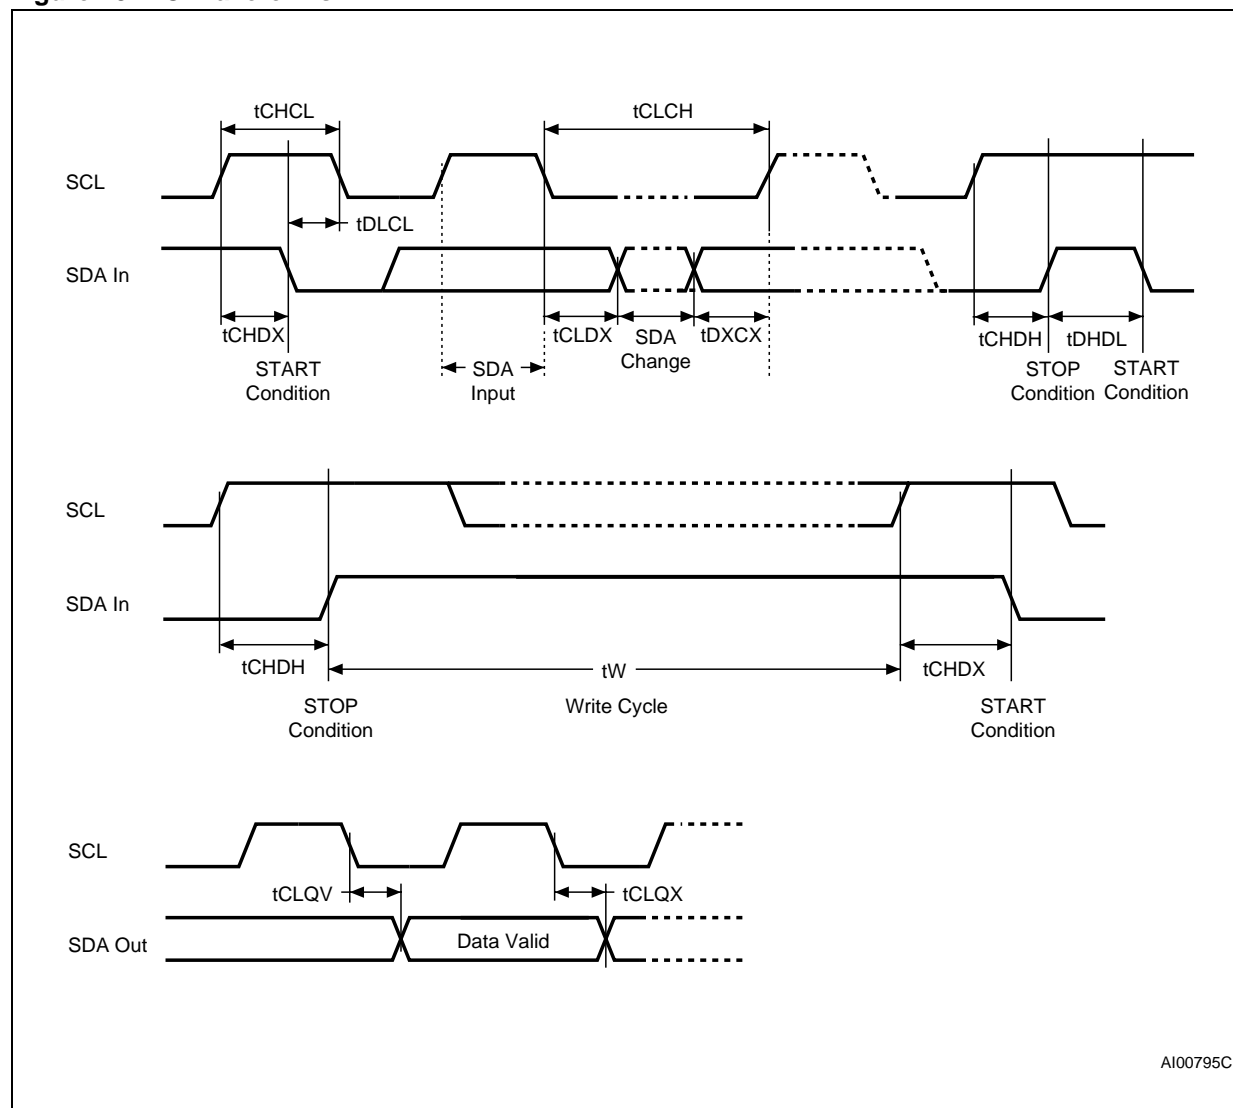 tCHCL
tCLCH
SCL
tDLCL
SDA In
tCHDX
tCLDX
SDA
Change
tDXCX
tCHDH
tDHDL
START
Condition
SDA
Input
STOP
Condition
START
Condition
SCL
SDA In
tCHDH
tW
tCHDX
STOP
Condition
Write Cycle
START
Condition
SCL
tCLQV
tCLQX
SDA Out
Data Valid
AI00795C